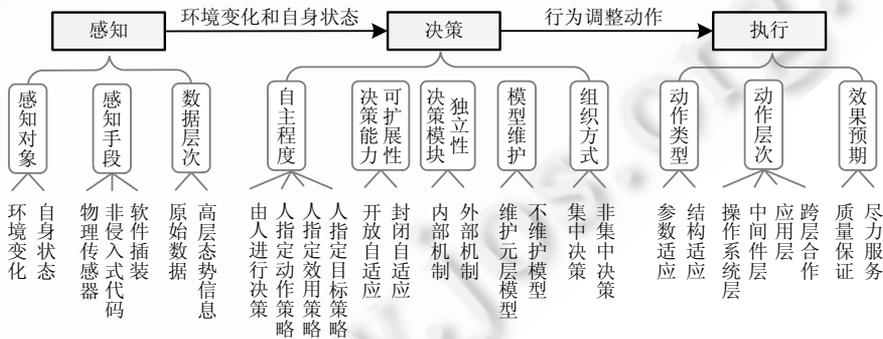 感知
环境变化和自身状态
决策
行为调整动作
执行
感知对象
感知手段
数据层次
自主程度
决策能力
可扩展性
决策模块
独立性
模型维护
组织方式
动作类型
动作层次
效果预期
环境变化
自身状态
物理传感器
非侵入式代码
软件插装
原始数据
高层态势信息
由人进行决策
人指定动作策略
人指定效用策略
人指定目标策略
开放自适应
封闭自适应
内部机制
外部机制
维护元层模型
不维护模型
集中决策
非集中决策
参数适应
结构适应
操作系统层
中间件层
应用层
跨层合作
质量保证
尽力服务